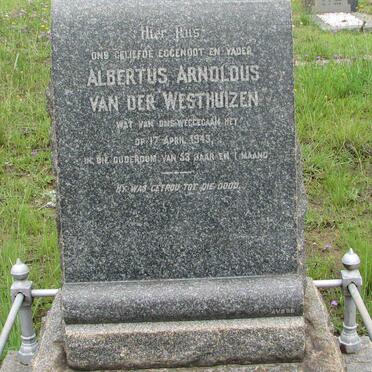 Hier Rus
ONS GELIEFDE EGGENOOT EN VADER
ALBERTUS ARNOLDUS
VAN DER WESTHUIZEN
WAT VAN ONS WEGGEGAAN HET
OP 17 APRIL 1943,
IN DIE OUDERDOM VAN 53 JAAR EN 1 MAAND
HY WAS GETROU TOT DIE DOOD.